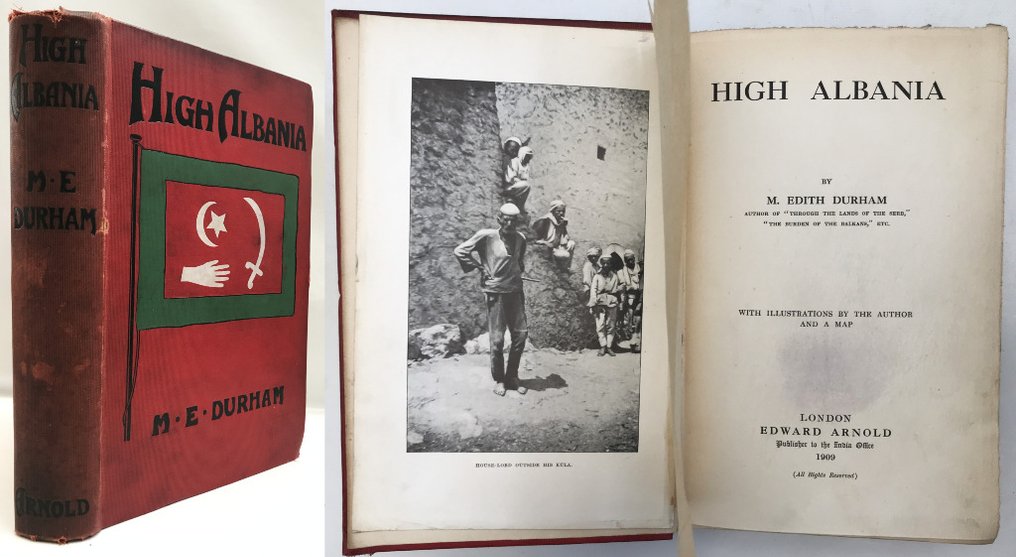 HIGH
ALBANIA
M·E
DURHAM
ARNOLD
HIGH ALBANIA
M·E·DURHAM
HOUSE-LORD OUTSIDE HIS KULA.
HIGH ALBANIA
BY
M. EDITH DURHAM
AUTHOR OF "THROUGH THE LANDS OF THE SERB,"
"THE BURDEN OF THE BALKANS," ETC.
WITH ILLUSTRATIONS BY THE AUTHOR
AND A MAP
LONDON
EDWARD ARNOLD
Publisher to the India Office
1909
(All Rights Reserved)